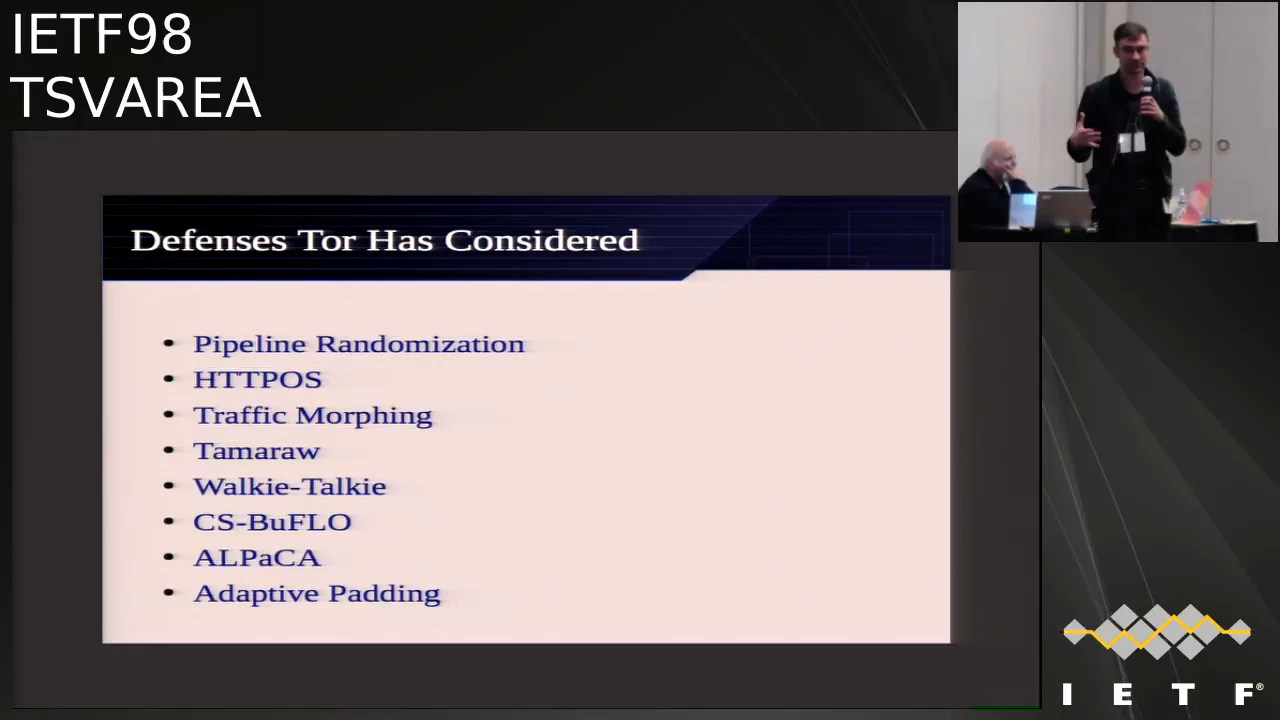 IETF98
TSVAREA
Defenses Tor Has Considered
• Pipeline Randomization
• HTTPOS
• Traffic Morphing
• Tamaraw
• Walkie-Talkie
• CS-BuFLO
• ALPaCA
• Adaptive Padding
I E T F®